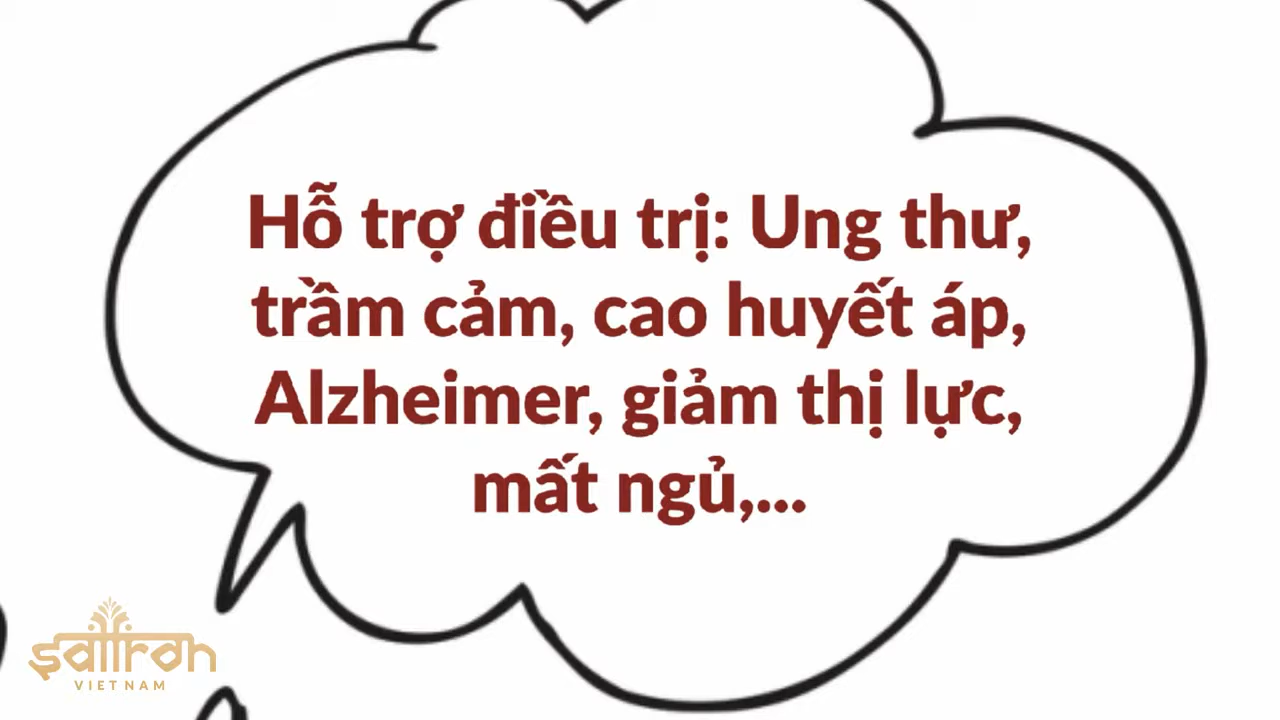 Hỗ trợ điều trị: Ung thư,
trầm cảm, cao huyết áp,
Alzheimer, giảm thị lực,
mất ngủ,...
saffron
VIETNAM